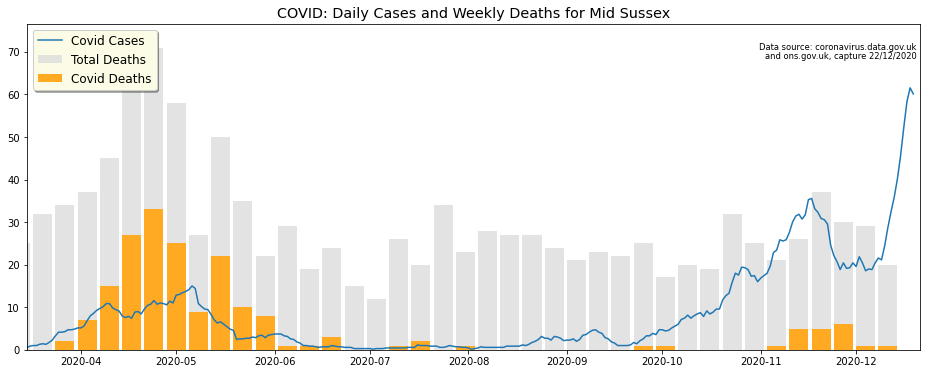 COVID: Daily Cases and Weekly Deaths for Mid Sussex
Covid Cases
Total Deaths
Covid Deaths
Data source: coronavirus.data.gov.uk
and ons.gov.uk, capture 22/12/2020
70
60
50
40
30
20
10
0
2020-04 2020-05 2020-06 2020-07 2020-08 2020-09 2020-10 2020-11 2020-12